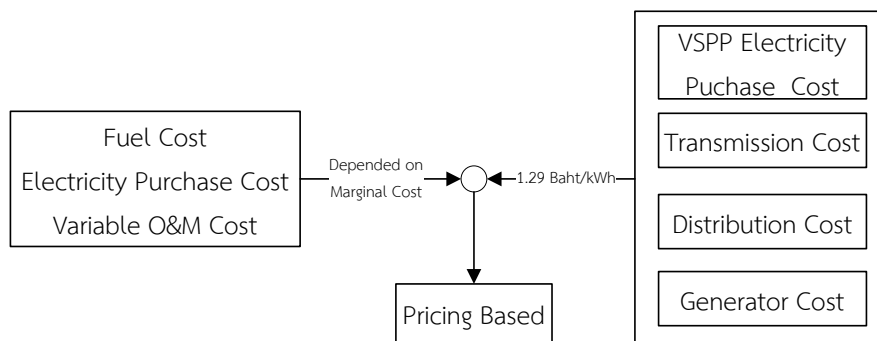 Fuel Cost
Electricity Purchase Cost
Variable O&M Cost
Depended on
Marginal Cost
1.29 Baht/kWh
VSPP Electricity
Puchase Cost
Transmission Cost
Distribution Cost
Generator Cost
Pricing Based